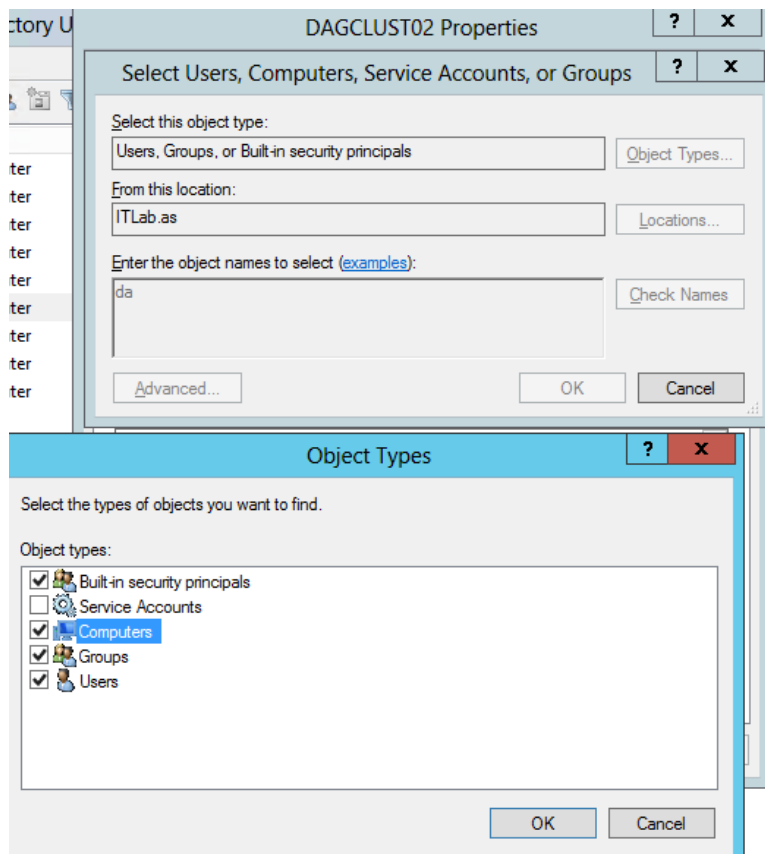 ctory U
DAGCLUST02 Properties
? x
Select Users, Computers, Service Accounts, or Groups
? x
Select this object type:
Users, Groups, or Built-in security principals
Object Types...
From this location:
ITLab.as
Locations...
Enter the object names to select (examples):
da
Check Names
Advanced...
OK
Cancel
ter
ter
ter
ter
ter
ter
ter
ter
ter
Object Types
? x
Select the types of objects you want to find.
Object types:
Built-in security principals
Service Accounts
Computers
Groups
Users
OK
Cancel